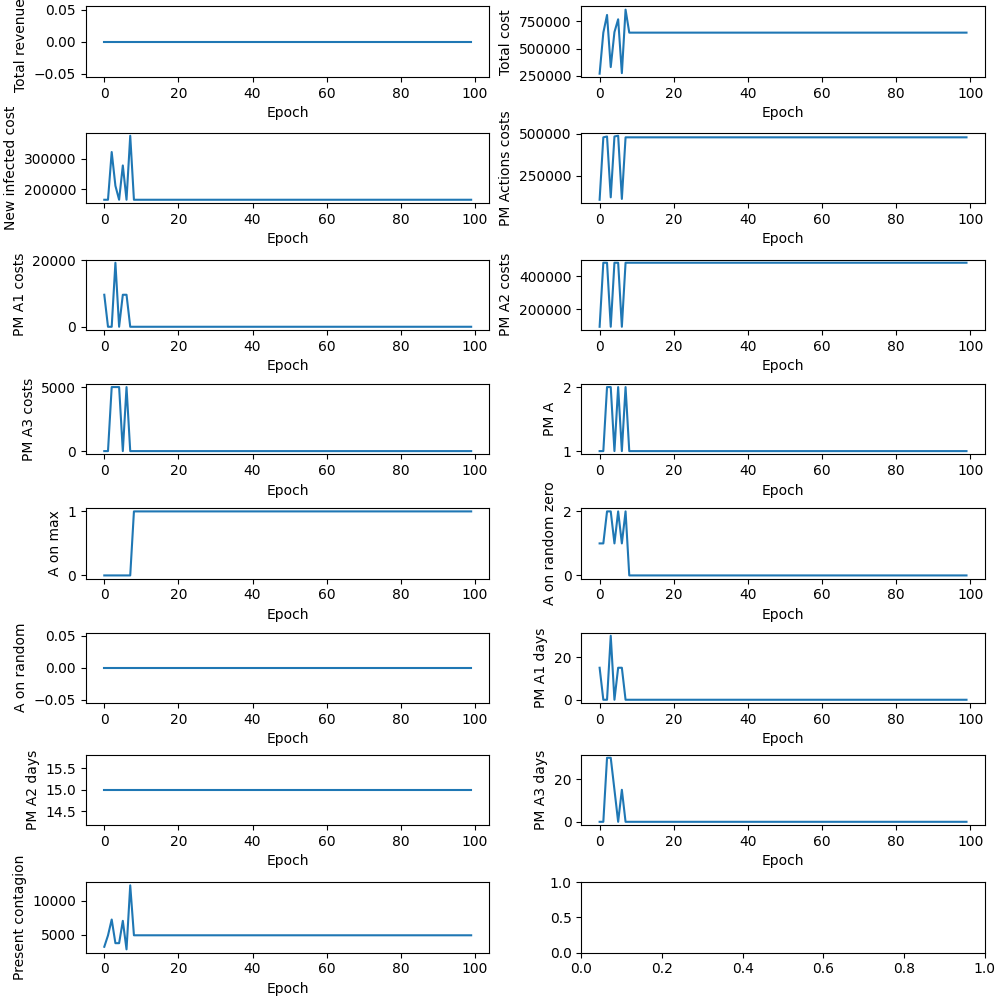 Total revenue
0.05
0.00
−0.05
0 20 40 60 80 100
Epoch
Total cost
750000
500000
250000
0 20 40 60 80 100
Epoch
New infected cost
300000
200000
0 20 40 60 80 100
Epoch
PM Actions costs
500000
250000
0 20 40 60 80 100
Epoch
PM A1 costs
20000
0
0 20 40 60 80 100
Epoch
PM A2 costs
400000
200000
0 20 40 60 80 100
Epoch
PM A3 costs
5000
0
0 20 40 60 80 100
Epoch
PM A
2
1
0 20 40 60 80 100
Epoch
A on max
1
0
0 20 40 60 80 100
Epoch
A on random zero
2
0
0 20 40 60 80 100
Epoch
A on random
0.05
0.00
−0.05
0 20 40 60 80 100
Epoch
PM A1 days
20
0
0 20 40 60 80 100
Epoch
PM A2 days
15.5
15.0
14.5
0 20 40 60 80 100
Epoch
PM A3 days
20
0
0 20 40 60 80 100
Epoch
Present contagion
10000
5000
0 20 40 60 80 100
Epoch
1.0
0.5
0.0
0.0 0.2 0.4 0.6 0.8 1.0